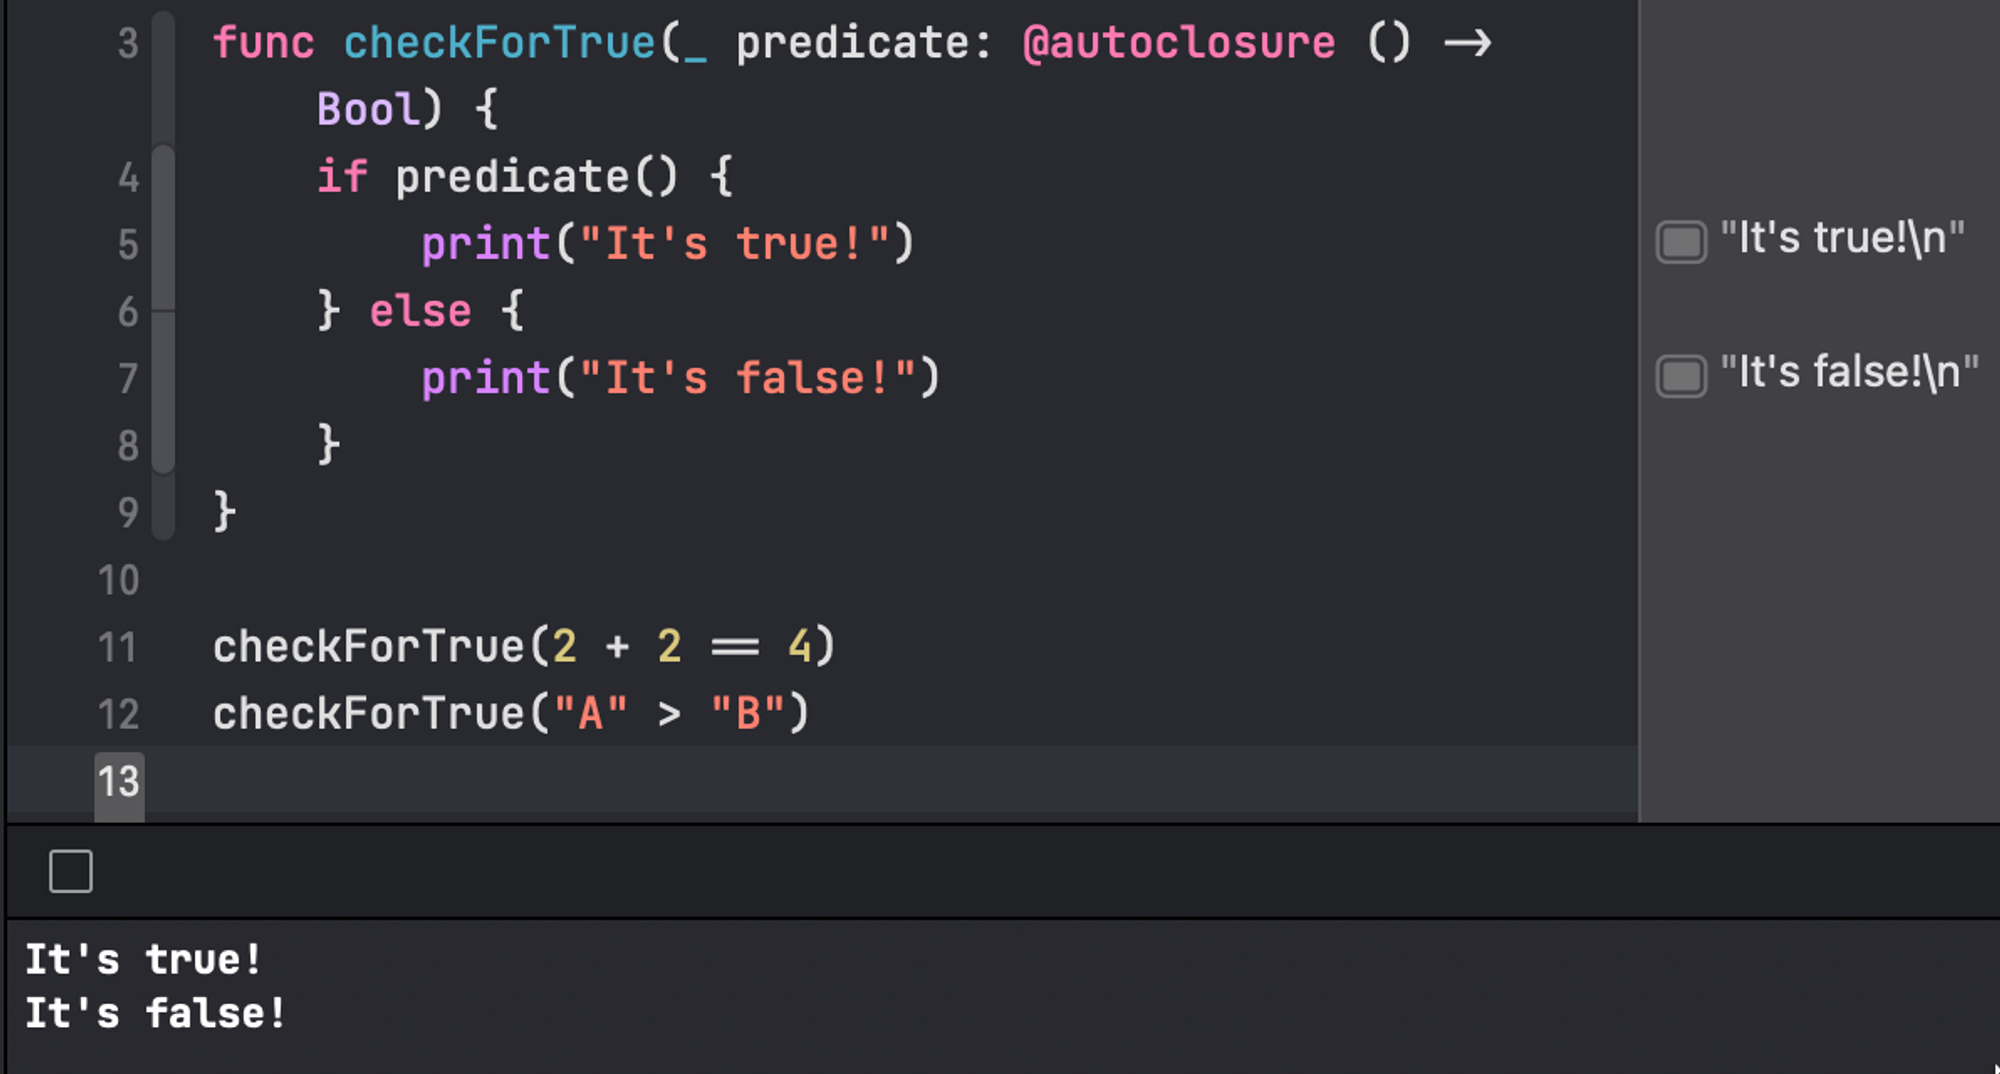 3 func checkForTrue(_ predicate: @autoclosure () ->
Bool) {
4 if predicate() {
5 print("It's true!") "It's true!\n"
6 } else {
7 print("It's false!") "It's false!\n"
8 }
9 }
10
11 checkForTrue(2 + 2 == 4)
12 checkForTrue("A" > "B")
13
It's true!
It's false!